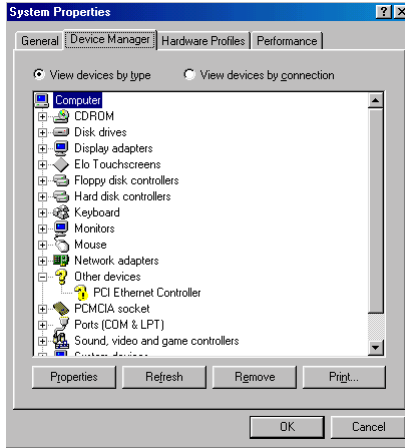 System Properties
General Device Manager Hardware Profiles Performance
View devices by type View devices by connection
Computer
CDROM
Disk drives
Display adapters
Elo Touchscreens
Floppy disk controllers
Hard disk controllers
Keyboard
Monitors
Mouse
Network adapters
Other devices
PCI Ethernet Controller
PCMCIA socket
Ports (COM & LPT)
Sound, video and game controllers
System devices
Properties Refresh Remove Print...
OK Cancel